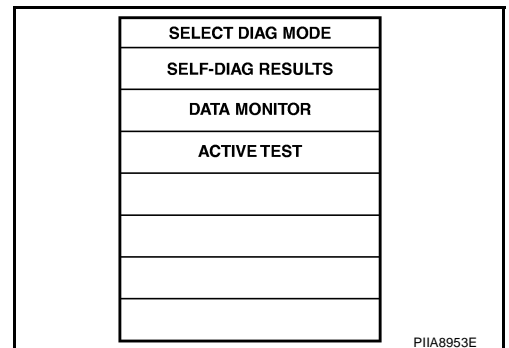 SELECT DIAG MODE
SELF-DIAG RESULTS
DATA MONITOR
ACTIVE TEST
PIIA8953E